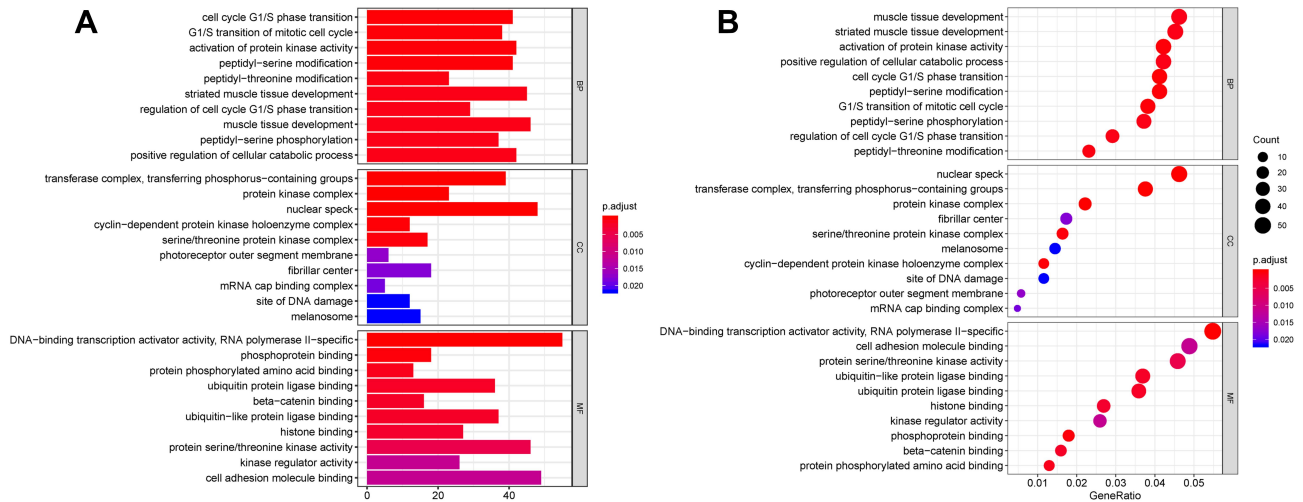 A
cell cycle G1/S phase transition
G1/S transition of mitotic cell cycle
activation of protein kinase activity
peptidyl−serine modification
peptidyl−threonine modification
striated muscle tissue development
regulation of cell cycle G1/S phase transition
muscle tissue development
peptidyl−serine phosphorylation
positive regulation of cellular catabolic process
BP
transferase complex, transferring phosphorus−containing groups
protein kinase complex
nuclear speck
cyclin−dependent protein kinase holoenzyme complex
serine/threonine protein kinase complex
photoreceptor outer segment membrane
fibrillar center
mRNA cap binding complex
site of DNA damage
melanosome
CC
DNA−binding transcription activator activity, RNA polymerase II−specific
phosphoprotein binding
protein phosphorylated amino acid binding
ubiquitin protein ligase binding
beta−catenin binding
ubiquitin−like protein ligase binding
histone binding
protein serine/threonine kinase activity
kinase regulator activity
cell adhesion molecule binding
MF
0 20 40
p.adjust
0.005
0.010
0.015
0.020
B
muscle tissue development
striated muscle tissue development
activation of protein kinase activity
positive regulation of cellular catabolic process
cell cycle G1/S phase transition
peptidyl−serine modification
G1/S transition of mitotic cell cycle
peptidyl−serine phosphorylation
regulation of cell cycle G1/S phase transition
peptidyl−threonine modification
BP
nuclear speck
transferase complex, transferring phosphorus−containing groups
protein kinase complex
fibrillar center
serine/threonine protein kinase complex
melanosome
cyclin−dependent protein kinase holoenzyme complex
site of DNA damage
photoreceptor outer segment membrane
mRNA cap binding complex
CC
DNA−binding transcription activator activity, RNA polymerase II−specific
cell adhesion molecule binding
protein serine/threonine kinase activity
ubiquitin−like protein ligase binding
ubiquitin protein ligase binding
histone binding
kinase regulator activity
phosphoprotein binding
beta−catenin binding
protein phosphorylated amino acid binding
MF
0.01 0.02 0.03 0.04 0.05
GeneRatio
Count
10
20
30
40
50
p.adjust
0.005
0.010
0.015
0.020